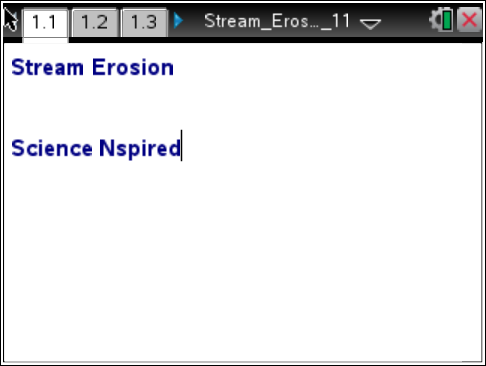 1.1 1.2 1.3 Stream_Eros..._11
Stream Erosion
Science Nspired